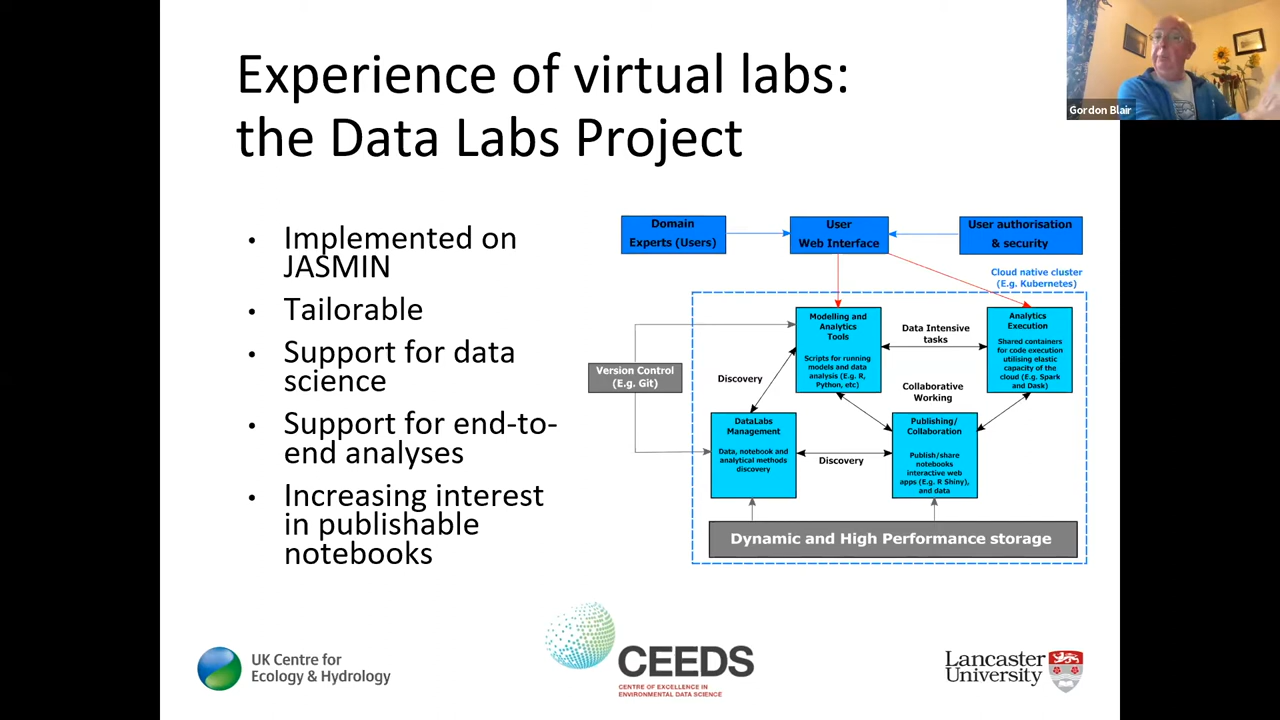 Experience of virtual labs:
the Data Labs Project
Gordon Blair
• Implemented on
JASMIN
• Tailorable
• Support for data
science
• Support for end-to-
end analyses
• Increasing interest
in publishable
notebooks
Domain
Experts (Users)
User
Web Interface
User authorisation
& security
Cloud native cluster
(E.g. Kubernetes)
Modelling and
Analytics
Tools
Scripts for running
models and data
analysis (E.g. R,
Python, etc)
Data Intensive
tasks
Analytics
Execution
Shared containers
for code execution
utilising elastic
capacity of the
cloud (E.g. Spark
and Dask)
Version Control
(E.g. Git)
Discovery
Collaborative
Working
DataLabs
Management
Data, notebook and
analytical methods
discovery
Discovery
Publishing/
Collaboration
Publish/share
notebooks
interactive web
apps (E.g. R Shiny),
and data
Dynamic and High Performance storage
UK Centre for
Ecology & Hydrology
CEEDS
CENTRE OF EXCELLENCE IN
ENVIRONMENTAL DATA SCIENCE
Lancaster
University